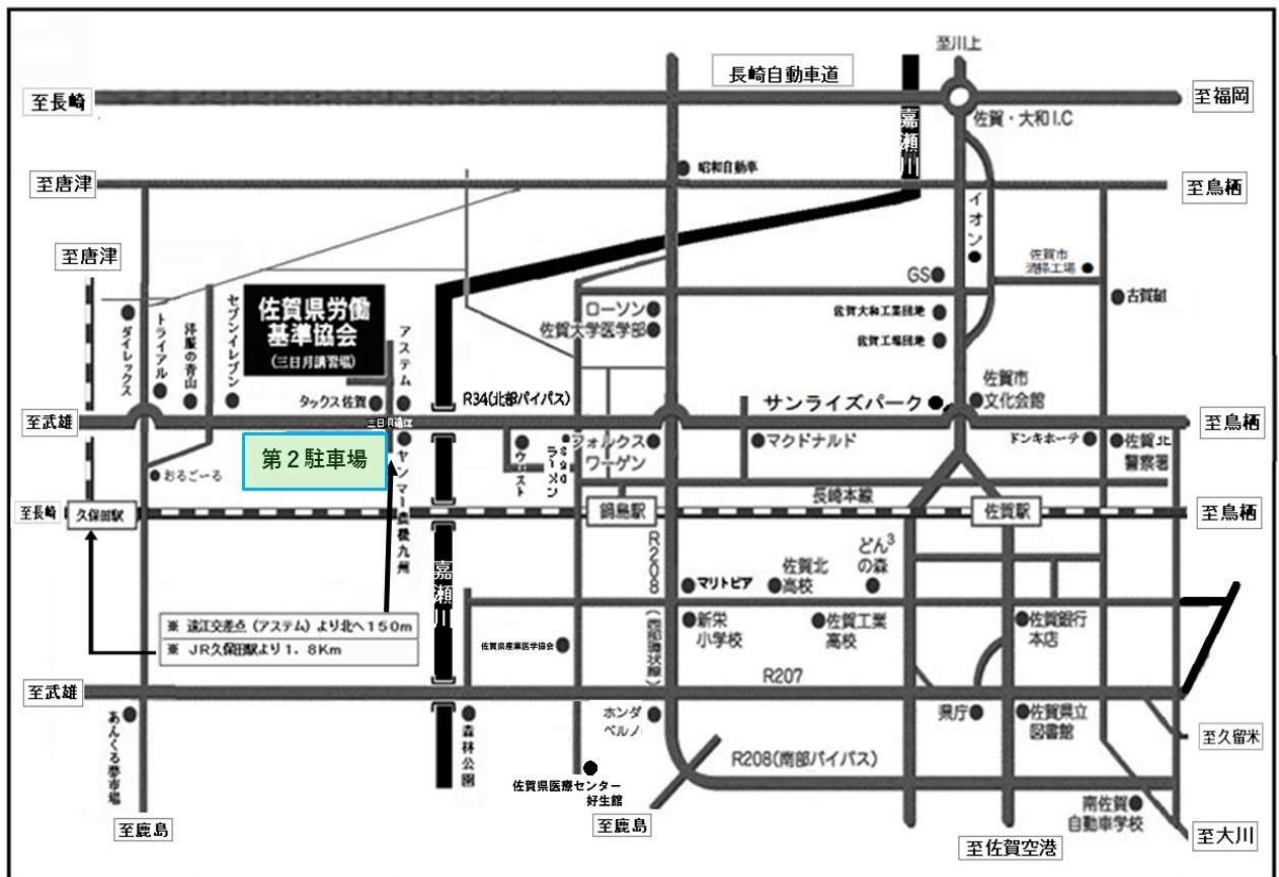 至川上
長崎自動車道
至長崎
至福岡
嘉瀬川
佐賀・大和I.C
昭和自動車
至唐津
至鳥栖
イオン
至唐津
佐賀市
清掃工場
GS
古賀組
佐賀県労働
基準協会
(三日月講習場)
ダイレックス
トライアル
洋服の青山
セブンイレブン
アステム
ローソン
佐賀大学医学部
佐賀大和工業団地
佐賀工場団地
タックス佐賀
R34(北部バイパス)
サンライズパーク
佐賀市
文化会館
至武雄
三日月遠江
至鳥栖
第2駐車場
おるごーる
ヤンマー農機九州
ウエスト
ラーメン
フォルクス
ワーゲン
マクドナルド
ドンキホーテ
佐賀北
警察署
長崎本線
至長崎
久保田駅
鍋島駅
佐賀駅
至鳥栖
R208
(西部環状線)
嘉瀬川
マリトピア
佐賀北
高校
どん3
の森
※ 遠江交差点(アステム)より北へ150m
※ JR久保田駅より1.8Km
新栄
小学校
佐賀工業
高校
佐賀銀行
本店
佐賀県産業医学協会
R207
至武雄
あんくる夢市場
森林公園
ホンダ
ベルノ
県庁
佐賀県立
図書館
至久留米
R208(南部バイパス)
佐賀県医療センター
好生館
南佐賀
自動車学校
至鹿島
至鹿島
至佐賀空港
至大川